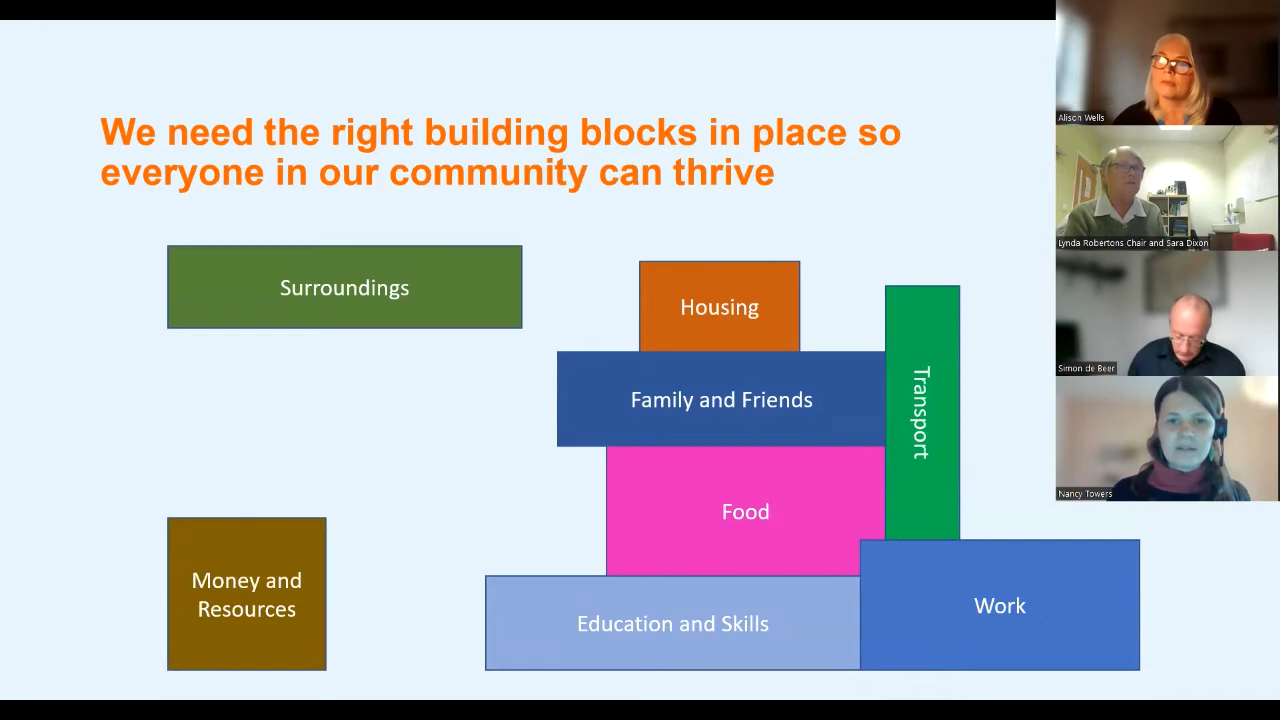 We need the right building blocks in place so
everyone in our community can thrive
Surroundings
Housing
Family and Friends
Transport
Food
Money and
Resources
Education and Skills
Work
Alison Wells
Lynda Robertons Chair and Sara Dixon
Simon de Beer
Nancy Towers